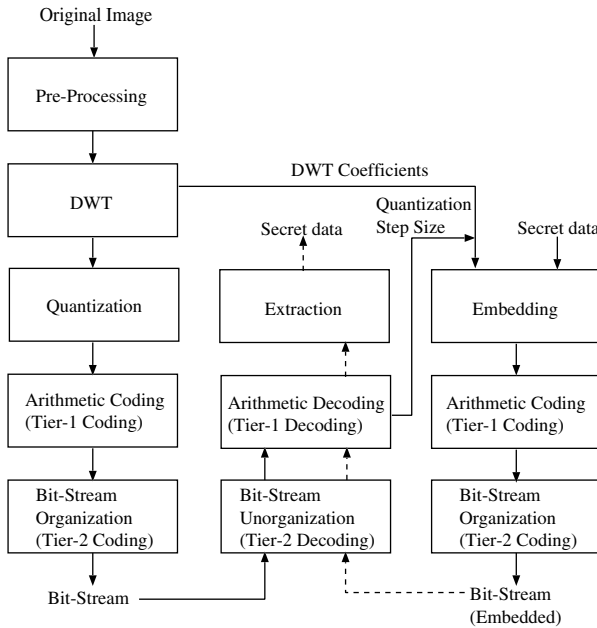 Original Image
Pre-Processing
DWT
Quantization
Arithmetic Coding
(Tier-1 Coding)
Bit-Stream
Organization
(Tier-2 Coding)
Bit-Stream
DWT Coefficients
Quantization
Step Size
Secret data
Extraction
Arithmetic Decoding
(Tier-1 Decoding)
Bit-Stream
Unorganization
(Tier-2 Decoding)
Secret data
Embedding
Arithmetic Coding
(Tier-1 Coding)
Bit-Stream
Organization
(Tier-2 Coding)
Bit-Stream
(Embedded)